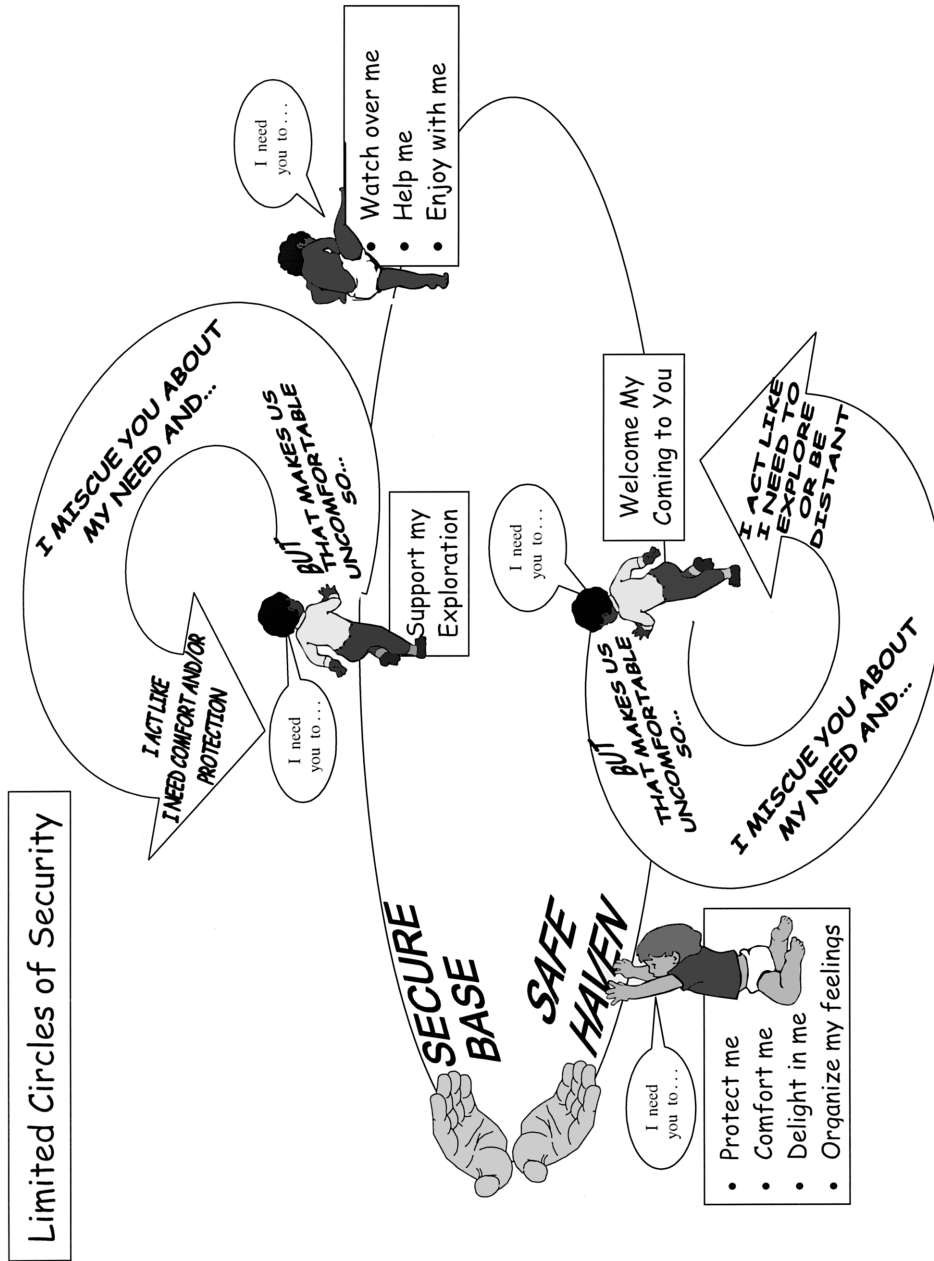 Limited Circles of Security
I MISCUE YOU ABOUT
MY NEED AND...
I ACT LIKE
I NEED COMFORT AND/OR
PROTECTION
BUT
THAT MAKES US
UNCOMFORTABLE
SO...
I need
you to . . .
Support my
Exploration
I need
you to . . .
• Watch over me
• Help me
• Enjoy with me
SECURE
BASE
SAFE
HAVEN
I need
you to . . .
Welcome My
Coming to You
BUT
THAT MAKES US
UNCOMFORTABLE
SO...
I MISCUE YOU ABOUT
MY NEED AND...
I ACT LIKE
I NEED TO
EXPLORE
OR BE
DISTANT
I need
you to . . .
• Protect me
• Comfort me
• Delight in me
• Organize my feelings